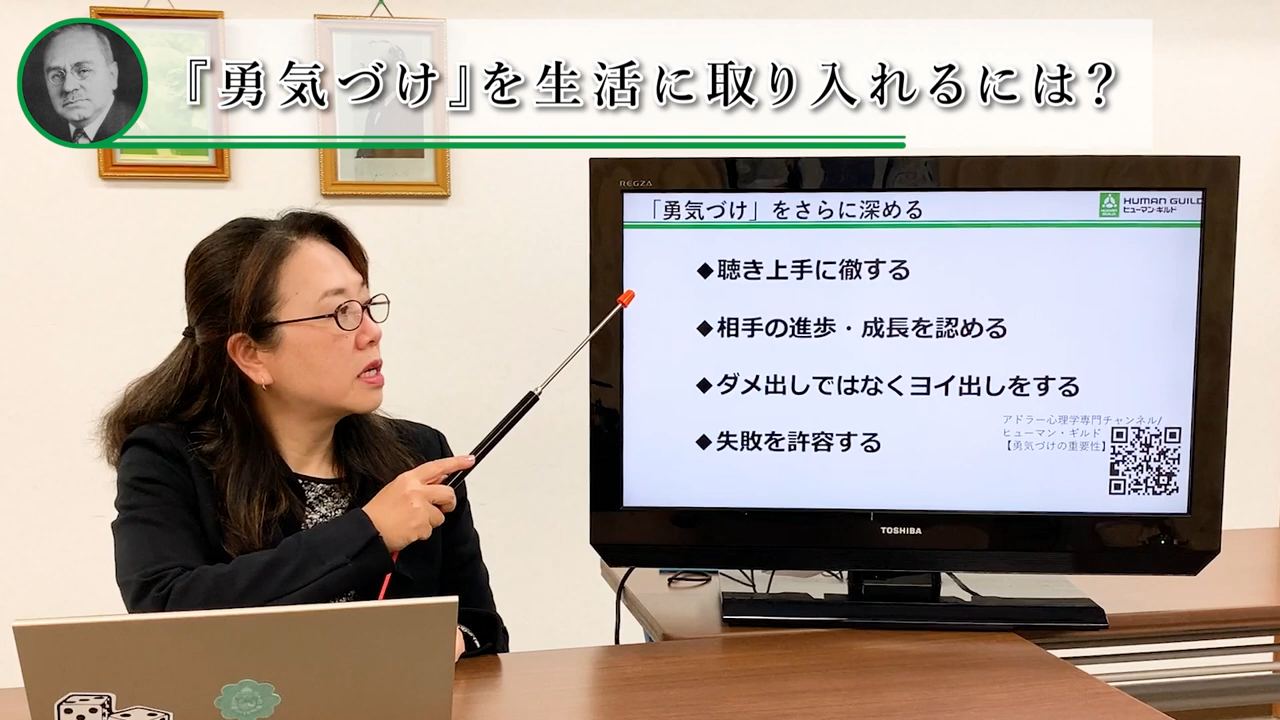 『勇気づけ』を生活に取り入れるには？
REGZA
「勇気づけ」をさらに深める
HUMAN GUILD
ヒューマン・ギルド
◆聴き上手に徹する
◆相手の進歩・成長を認める
◆ダメ出しではなくヨイ出しをする
◆失敗を許容する
アドラー心理学専門チャンネル/
ヒューマン・ギルド
【勇気づけの重要性】
TOSHIBA